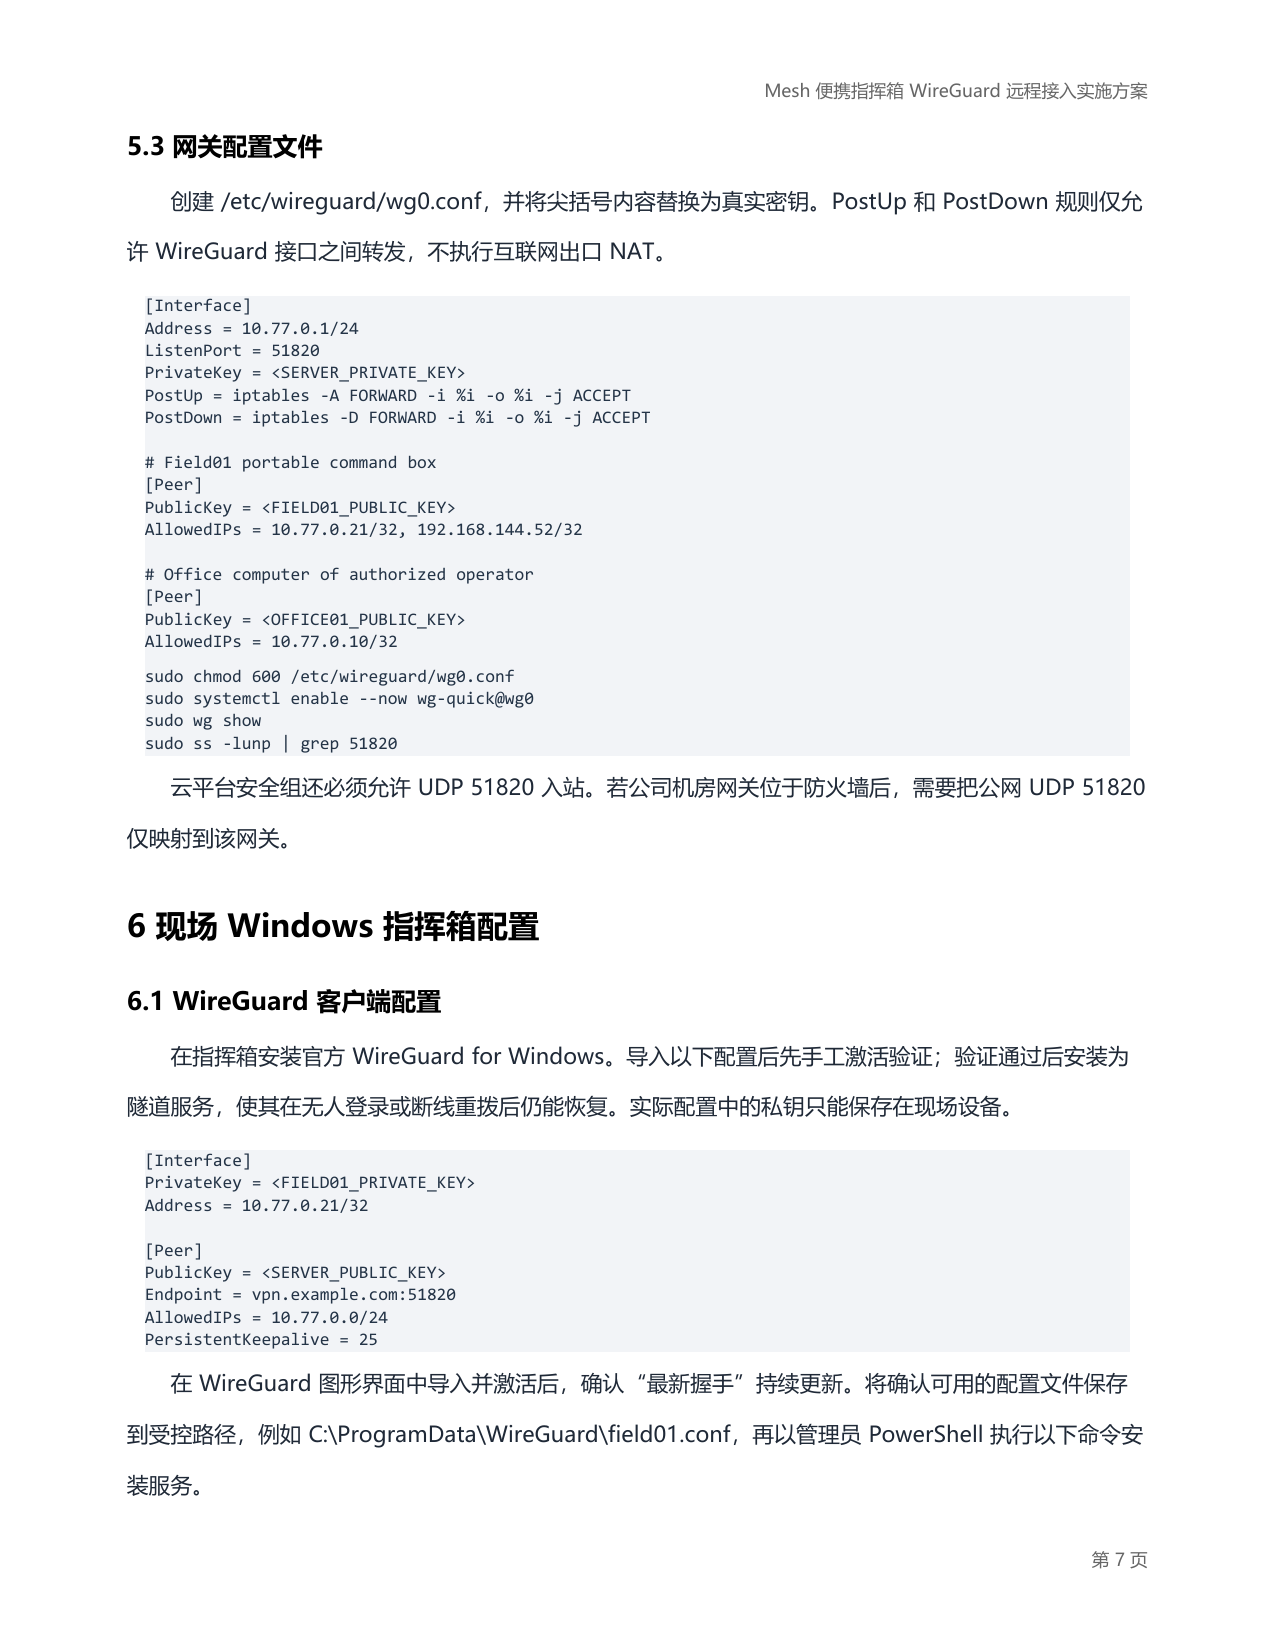 Mesh 便携指挥箱 WireGuard 远程接入实施方案
5.3 网关配置文件
创建 /etc/wireguard/wg0.conf，并将尖括号内容替换为真实密钥。PostUp 和 PostDown 规则仅允
许 WireGuard 接口之间转发，不执行互联网出口 NAT。
[Interface]
Address = 10.77.0.1/24
ListenPort = 51820
PrivateKey = <SERVER_PRIVATE_KEY>
PostUp = iptables -A FORWARD -i %i -o %i -j ACCEPT
PostDown = iptables -D FORWARD -i %i -o %i -j ACCEPT
# Field01 portable command box
[Peer]
PublicKey = <FIELD01_PUBLIC_KEY>
AllowedIPs = 10.77.0.21/32, 192.168.144.52/32
# Office computer of authorized operator
[Peer]
PublicKey = <OFFICE01_PUBLIC_KEY>
AllowedIPs = 10.77.0.10/32
sudo chmod 600 /etc/wireguard/wg0.conf
sudo systemctl enable --now wg-quick@wg0
sudo wg show
sudo ss -lunp | grep 51820
云平台安全组还必须允许 UDP 51820 入站。若公司机房网关位于防火墙后，需要把公网 UDP 51820
仅映射到该网关。
6 现场 Windows 指挥箱配置
6.1 WireGuard 客户端配置
在指挥箱安装官方 WireGuard for Windows。导入以下配置后先手工激活验证；验证通过后安装为
隧道服务，使其在无人登录或断线重拨后仍能恢复。实际配置中的私钥只能保存在现场设备。
[Interface]
PrivateKey = <FIELD01_PRIVATE_KEY>
Address = 10.77.0.21/32
[Peer]
PublicKey = <SERVER_PUBLIC_KEY>
Endpoint = vpn.example.com:51820
AllowedIPs = 10.77.0.0/24
PersistentKeepalive = 25
在 WireGuard 图形界面中导入并激活后，确认“最新握手”持续更新。将确认可用的配置文件保存
到受控路径，例如 C:\ProgramData\WireGuard\field01.conf，再以管理员 PowerShell 执行以下命令安
装服务。
第 7 页